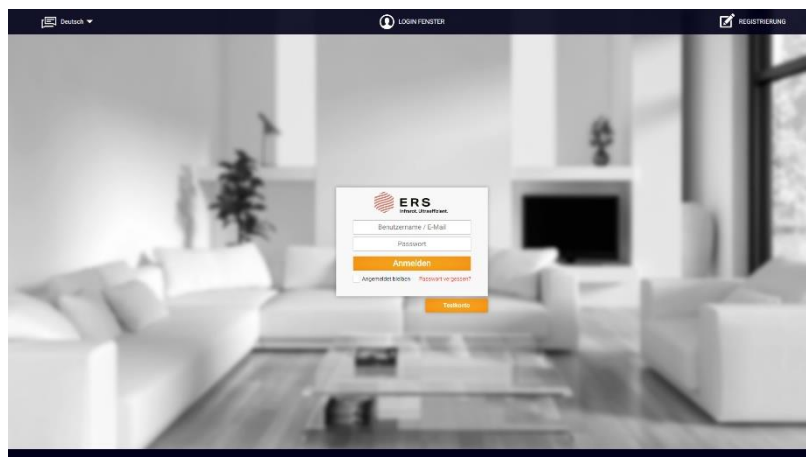 Deutsch
LOGIN FENSTER
REGISTRIERUNG
ERS
Infrarot. Ultraeffizient.
Benutzername / E-Mail
Passwort
Anmelden
Angemeldet bleiben Passwort vergessen?
Testkonto